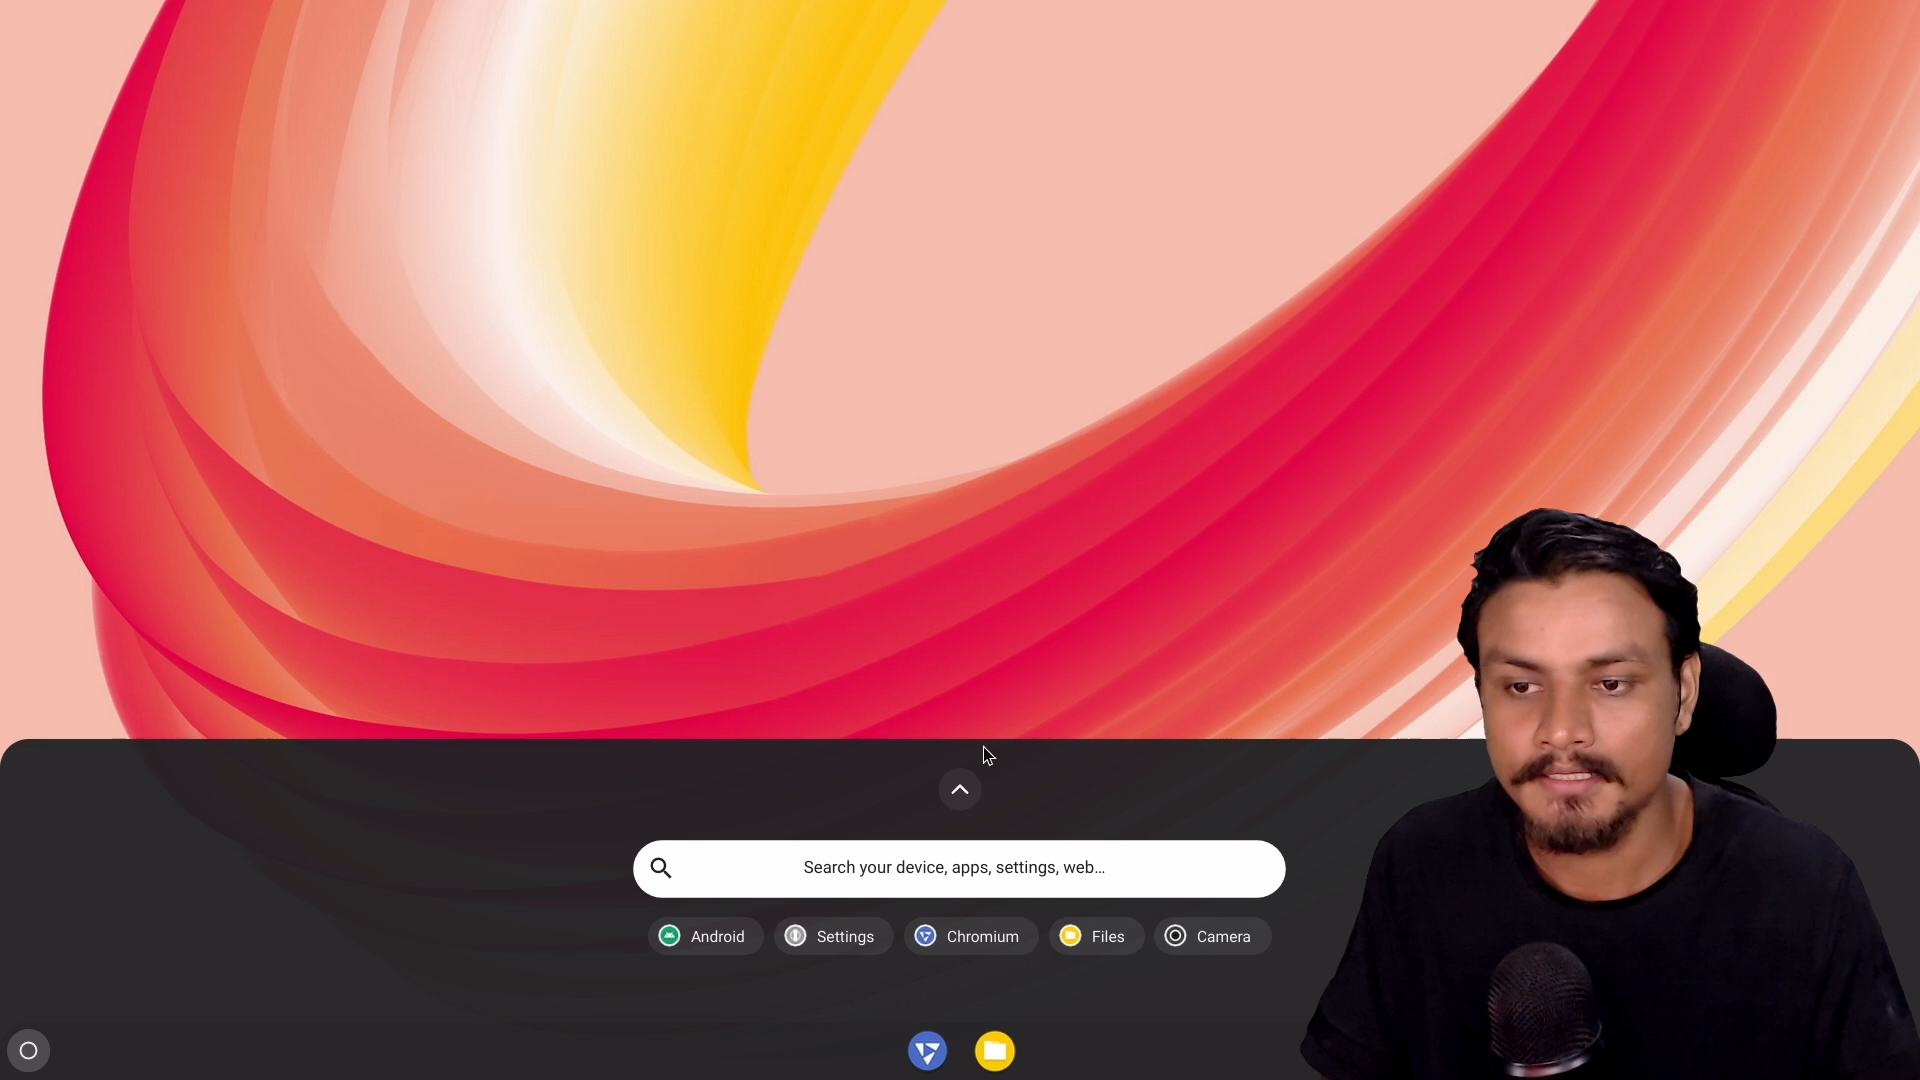 Search your device, apps, settings, web...
Android Settings Chromium Files Camera